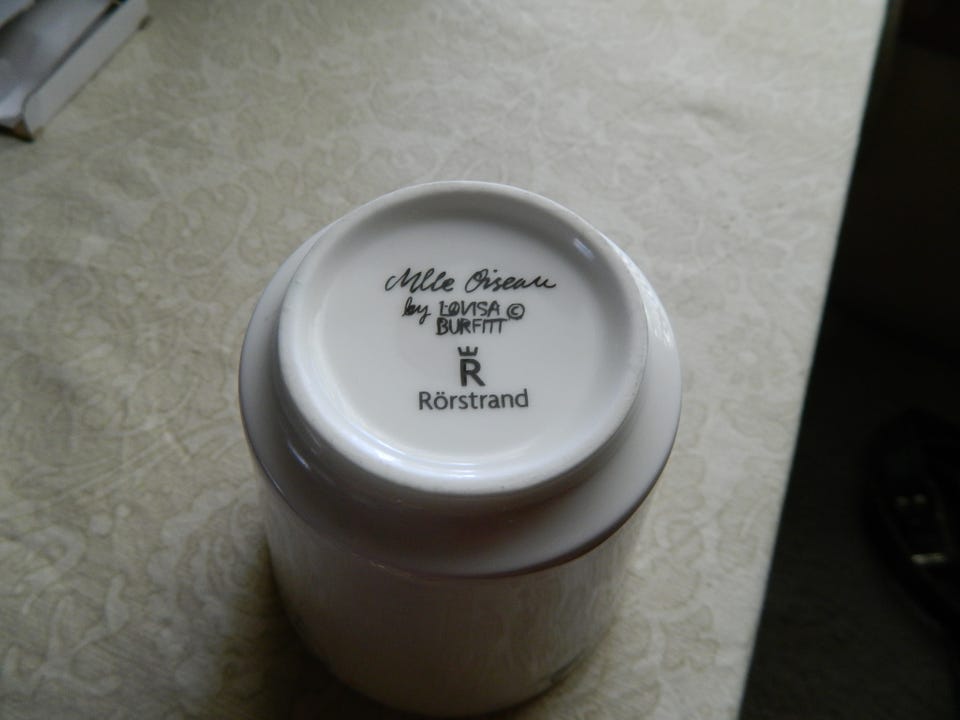 Mlle Oiseau
by LOVISA ©
BURFITT
R
Rörstrand